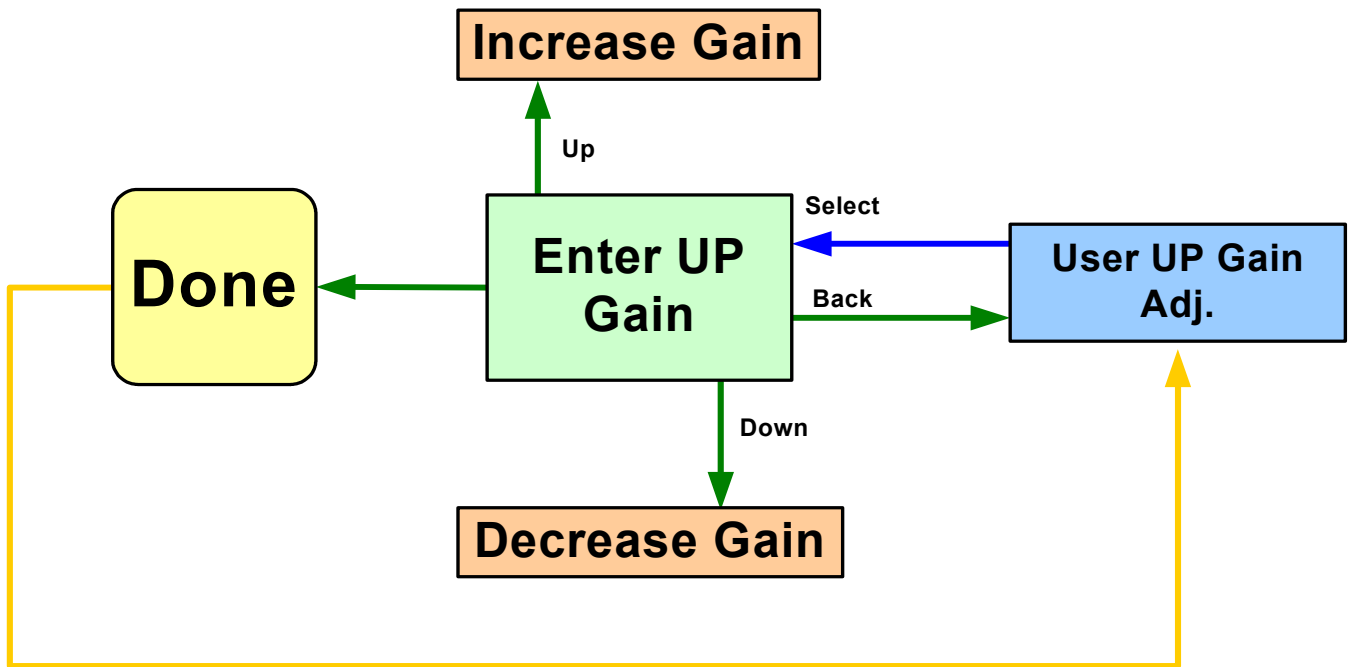 Increase Gain
Up
Select
Enter UP
Gain
Done
User UP Gain
Adj.
Back
Down
Decrease Gain